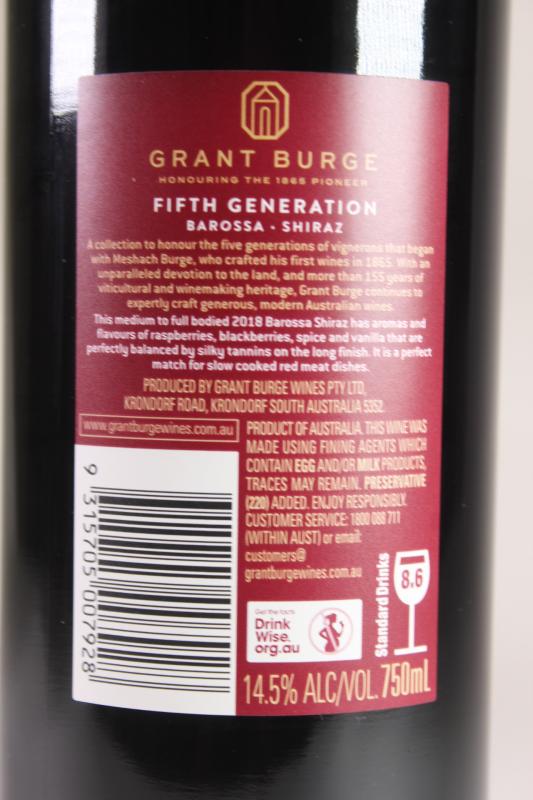 GRANT BURGE
HONOURING THE 1865 PIONEER
FIFTH GENERATION
BAROSSA - SHIRAZ
A collection to honour the five generations of vignerons that began
with Meshach Burge, who crafted his first wines in 1865. With an
unparalleled devotion to the land, and more than 155 years of
viticultural and winemaking heritage, Grant Burge continues to
expertly craft generous, modern Australian wines.
This medium to full bodied 2018 Barossa Shiraz has aromas and
flavours of raspberries, blackberries, spice and vanilla that are
perfectly balanced by silky tannins on the long finish. It is a perfect
match for slow cooked red meat dishes.
PRODUCED BY GRANT BURGE WINES PTY LTD,
KRONDORF ROAD, KRONDORF SOUTH AUSTRALIA 5352.
www.grantburgewines.com.au
PRODUCT OF AUSTRALIA. THIS WINE WAS
MADE USING FINING AGENTS WHICH
CONTAIN EGG AND/OR MILK PRODUCTS,
TRACES MAY REMAIN. PRESERVATIVE
(220) ADDED. ENJOY RESPONSIBLY.
CUSTOMER SERVICE: 1800 088 711
(WITHIN AUST) or email:
customers@
grantburgewines.com.au
9 315705 007928
Get the facts
Drink
Wise.
org.au
Standard Drinks
8.6
14.5% ALC/VOL. 750mL